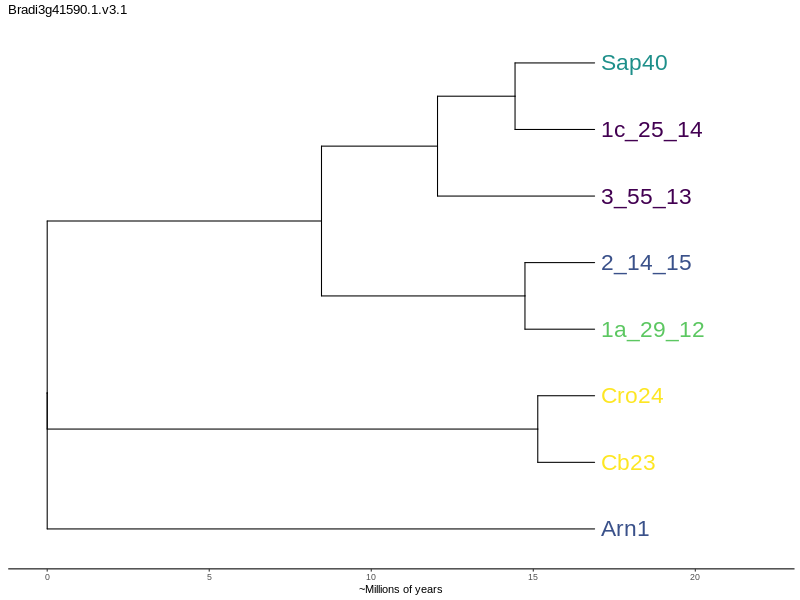 Bradi3g41590.1.v3.1
Sap40
1c_25_14
3_55_13
2_14_15
1a_29_12
Cro24
Cb23
Arn1
0 5 10 15 20
~Millions of years